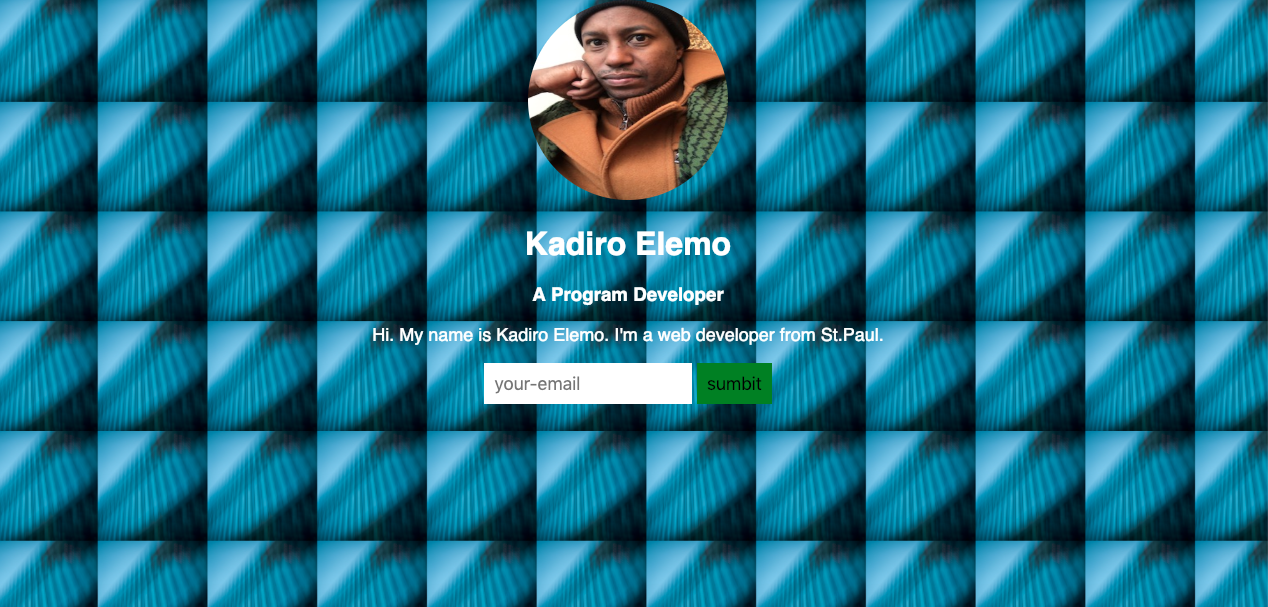 Kadiro Elemo
A Program Developer
Hi. My name is Kadiro Elemo. I'm a web developer from St.Paul.
your-email sumbit